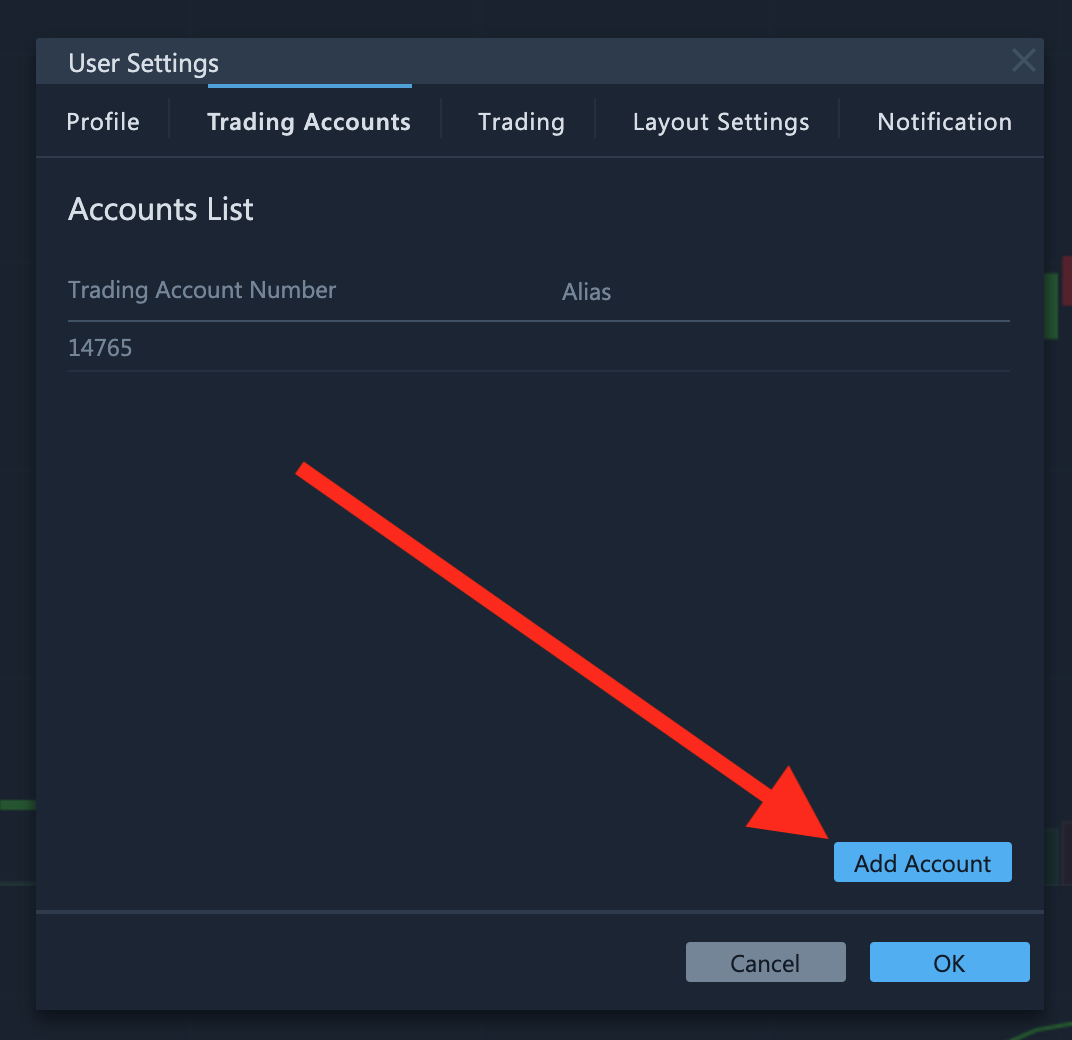 User Settings
Profile Trading Accounts Trading Layout Settings Notification
Accounts List
Trading Account Number Alias
14765
Add Account
Cancel OK